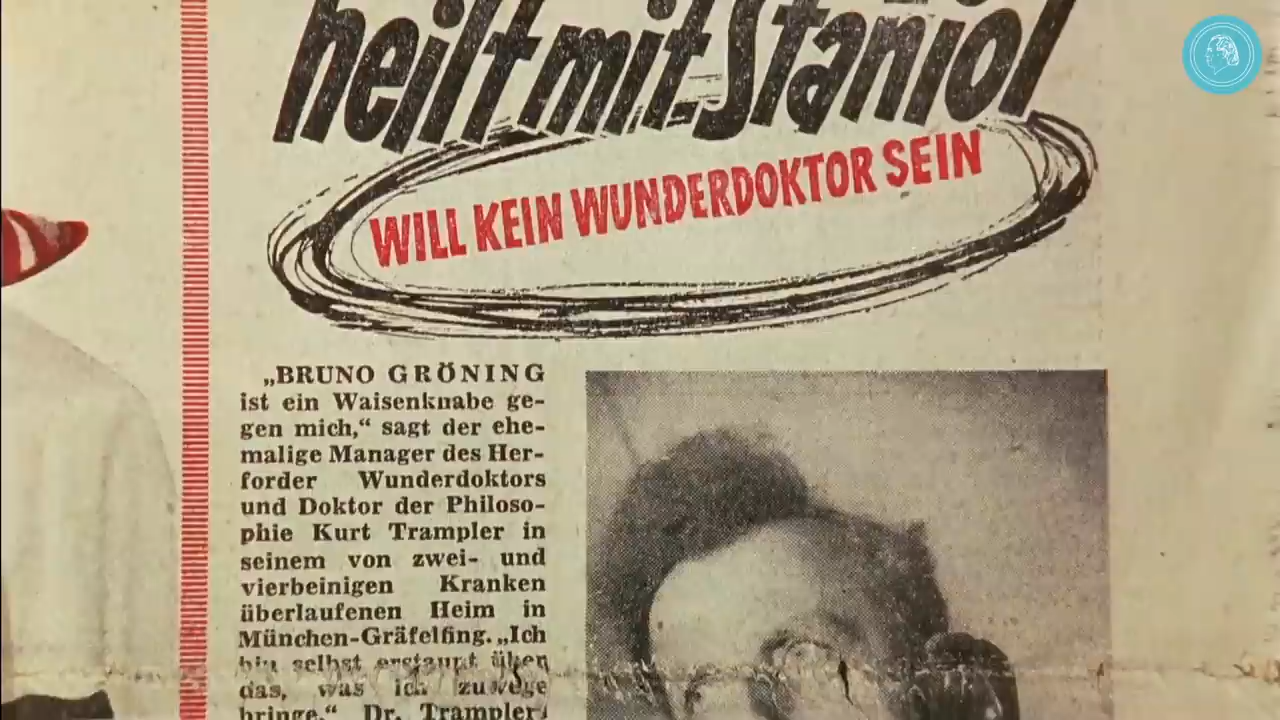 heilt mit Staniol
WILL KEIN WUNDERDOKTOR SEIN
„BRUNO GRÖNING
ist ein Waisenknabe ge-
gen mich,“ sagt der ehe-
malige Manager des Her-
forder Wunderdoktors
und Doktor der Philoso-
phie Kurt Trampler in
seinem von zwei- und
vierbeinigen Kranken
überlaufenen Heim in
München-Gräfelfing. „Ich
bin selbst erstaunt über
das, was ich zuwege
bringe.“ Dr. Trampler